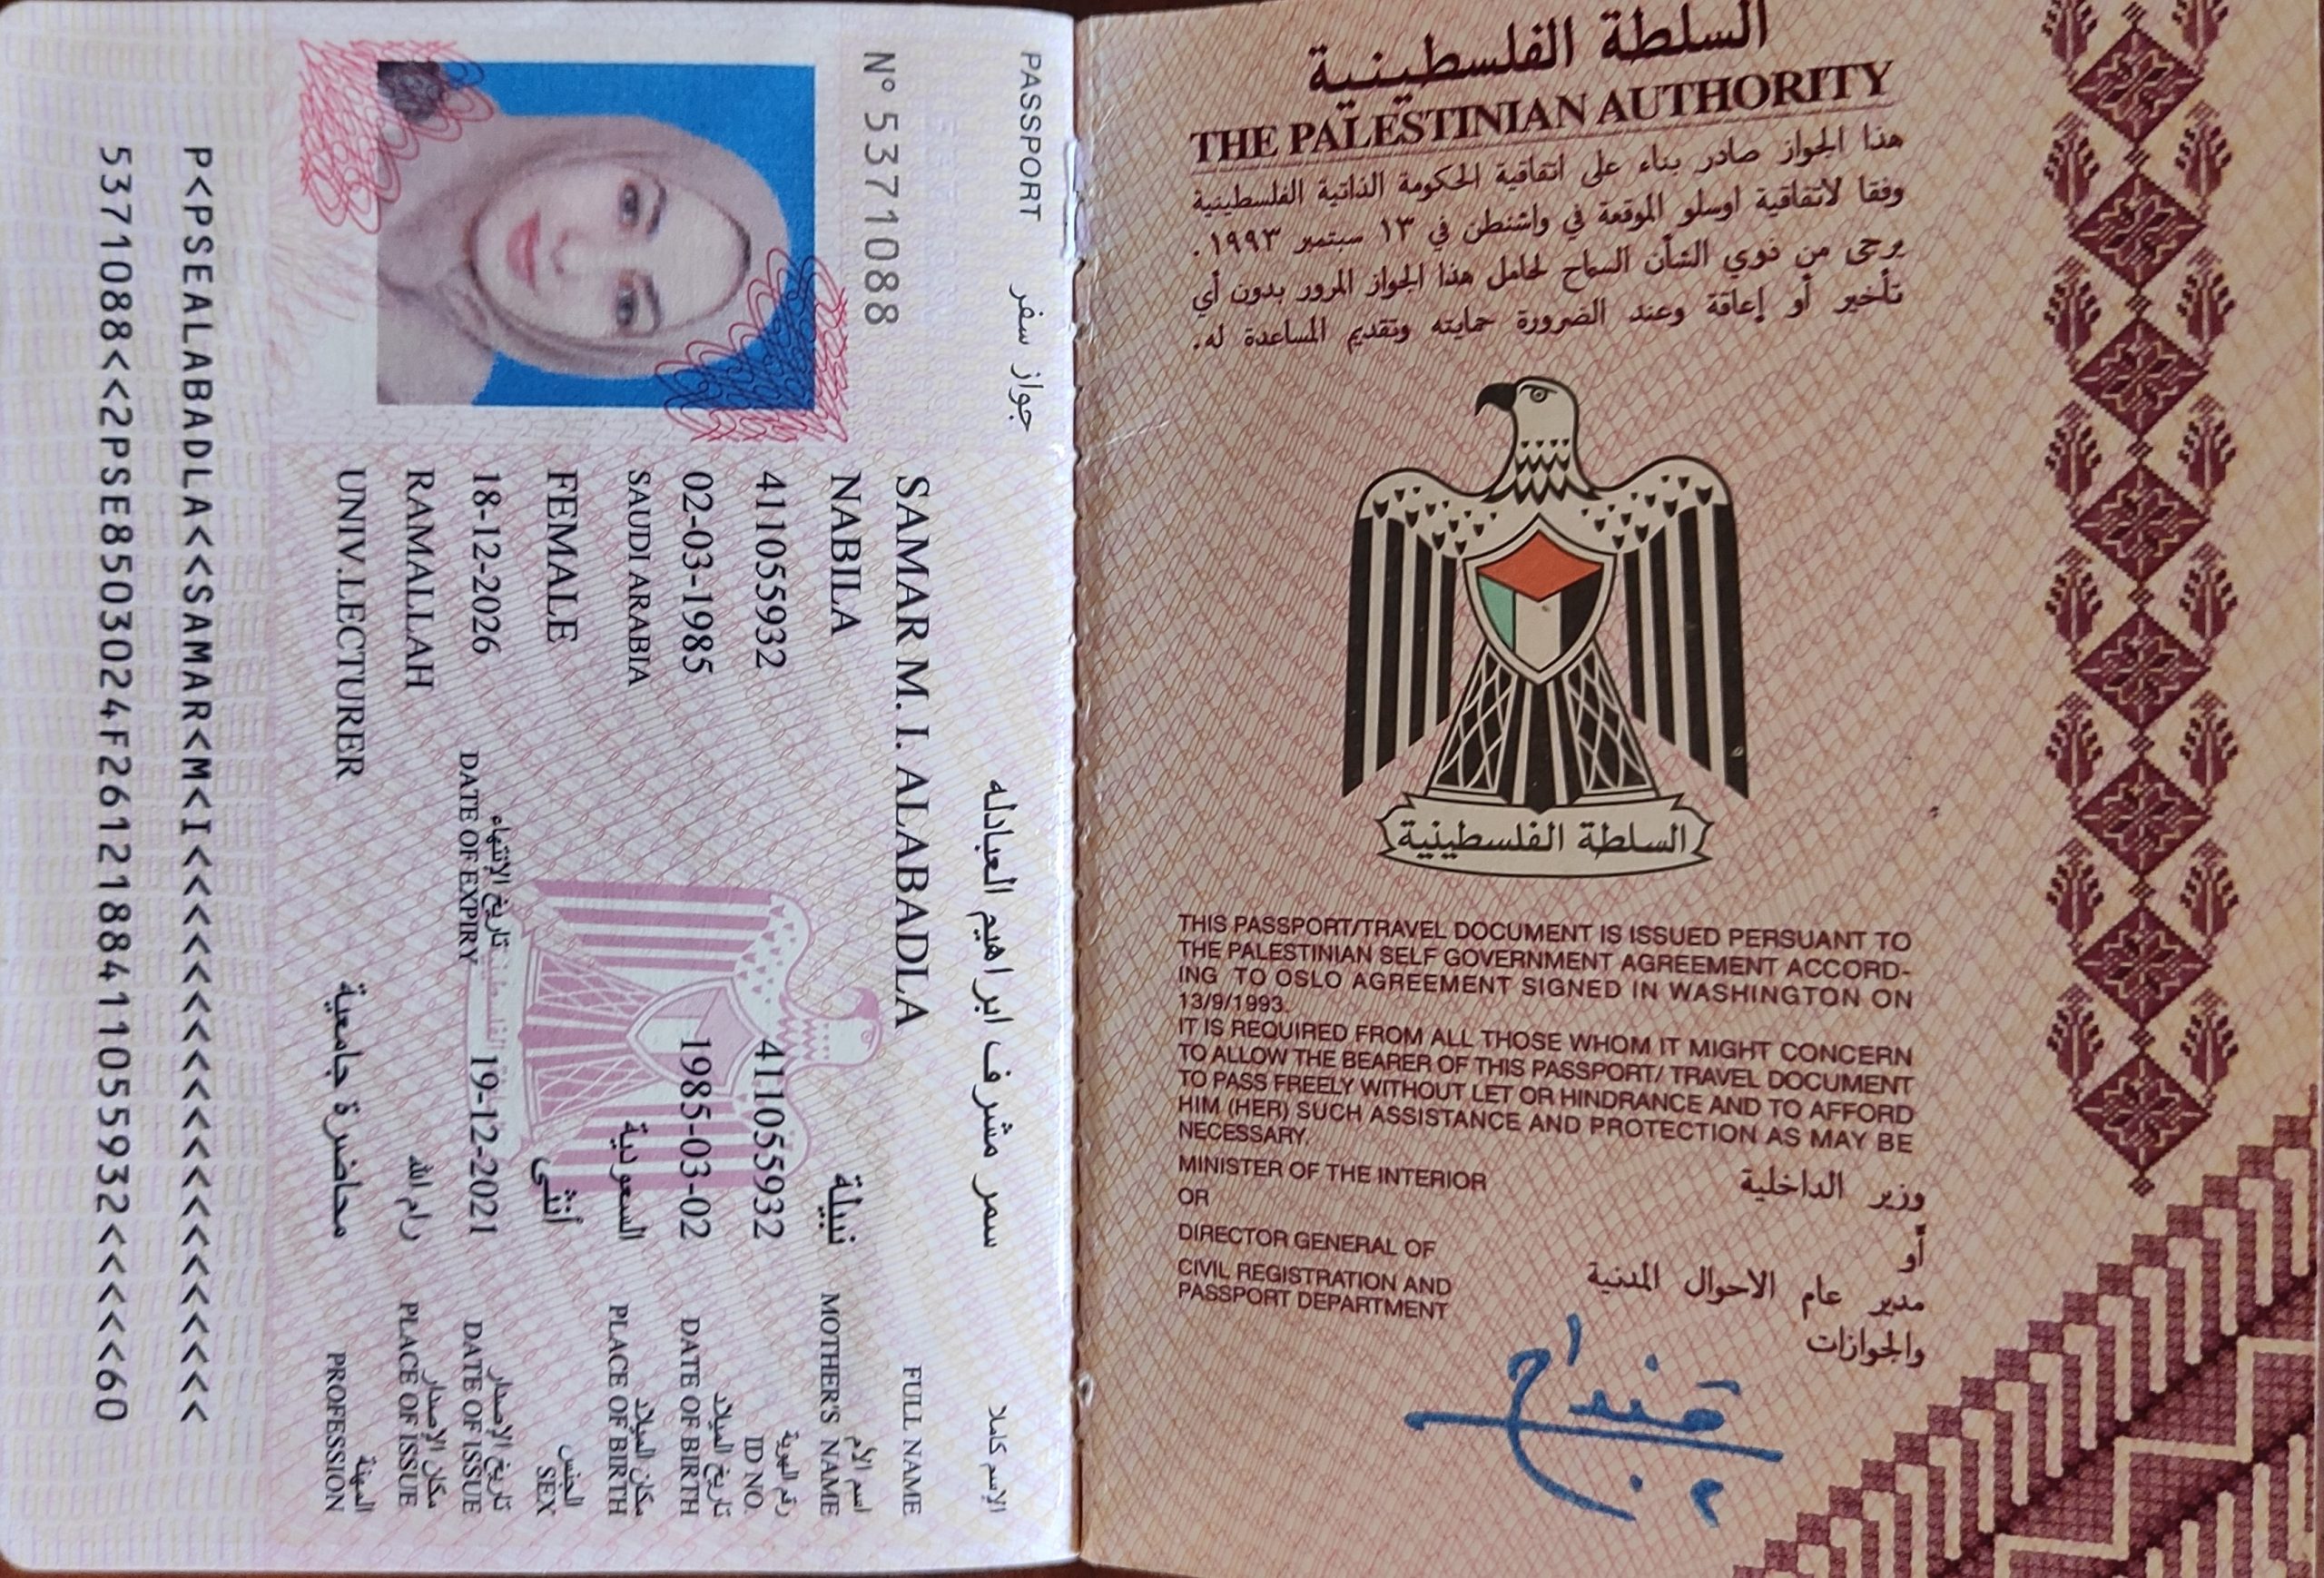 السلطة الفلسطينية
THE PALESTINIAN AUTHORITY
هذا الجواز صادر بناء على اتفاقية الحكومة الذاتية الفلسطينية
وفقا لاتفاقية اوسلو الموقعة في واشنطن في ١٣ سبتمبر ١٩٩٣.
يرجى من ذوي الشأن السماح لحامل هذا الجواز المرور بدون أي
تأخير أو إعاقة وعند الضرورة حمايته وتقديم المساعدة له.
السلطة الفلسطينية
THIS PASSPORT/TRAVEL DOCUMENT IS ISSUED PERSUANT TO
THE PALESTINIAN SELF GOVERNMENT AGREEMENT ACCORD-
ING TO OSLO AGREEMENT SIGNED IN WASHINGTON ON
13/9/1993.
IT IS REQUIRED FROM ALL THOSE WHOM IT MIGHT CONCERN
TO ALLOW THE BEARER OF THIS PASSPORT/ TRAVEL DOCUMENT
TO PASS FREELY WITHOUT LET OR HINDRANCE AND TO AFFORD
HIM (HER) SUCH ASSISTANCE AND PROTECTION AS MAY BE
NECESSARY.
MINISTER OF THE INTERIOR وزير الداخلية
OR أو
DIRECTOR GENERAL OF مدير عام الاحوال المدنية
CIVIL REGISTRATION AND والجوازات
PASSPORT DEPARTMENT
PASSPORT جواز سفر
Nº 5371088
سمر مشرف ابراهيم العبادله الإسم كاملا
SAMAR M. I. ALABADLA FULL NAME
NABILA نبيلة اسم الأم MOTHER'S NAME
411055932 411055932 رقم الهوية ID NO.
02-03-1985 1985-03-02 تاريخ الميلاد DATE OF BIRTH
SAUDI ARABIA السعودية مكان الميلاد PLACE OF BIRTH
FEMALE أنثى الجنس SEX
18-12-2026 تاريخ الإنتهاء DATE OF EXPIRY 19-12-2021 تاريخ الإصدار DATE OF ISSUE
RAMALLAH رام الله مكان الإصدار PLACE OF ISSUE
UNIV.LECTURER محاضرة جامعية المهنة PROFESSION
P<PSEALABADLA<<SAMAR<M<I<<<<<<<<<<<<<<<<<<<<
5371088<<2PSE8503024F2612188411055932<<<<<60